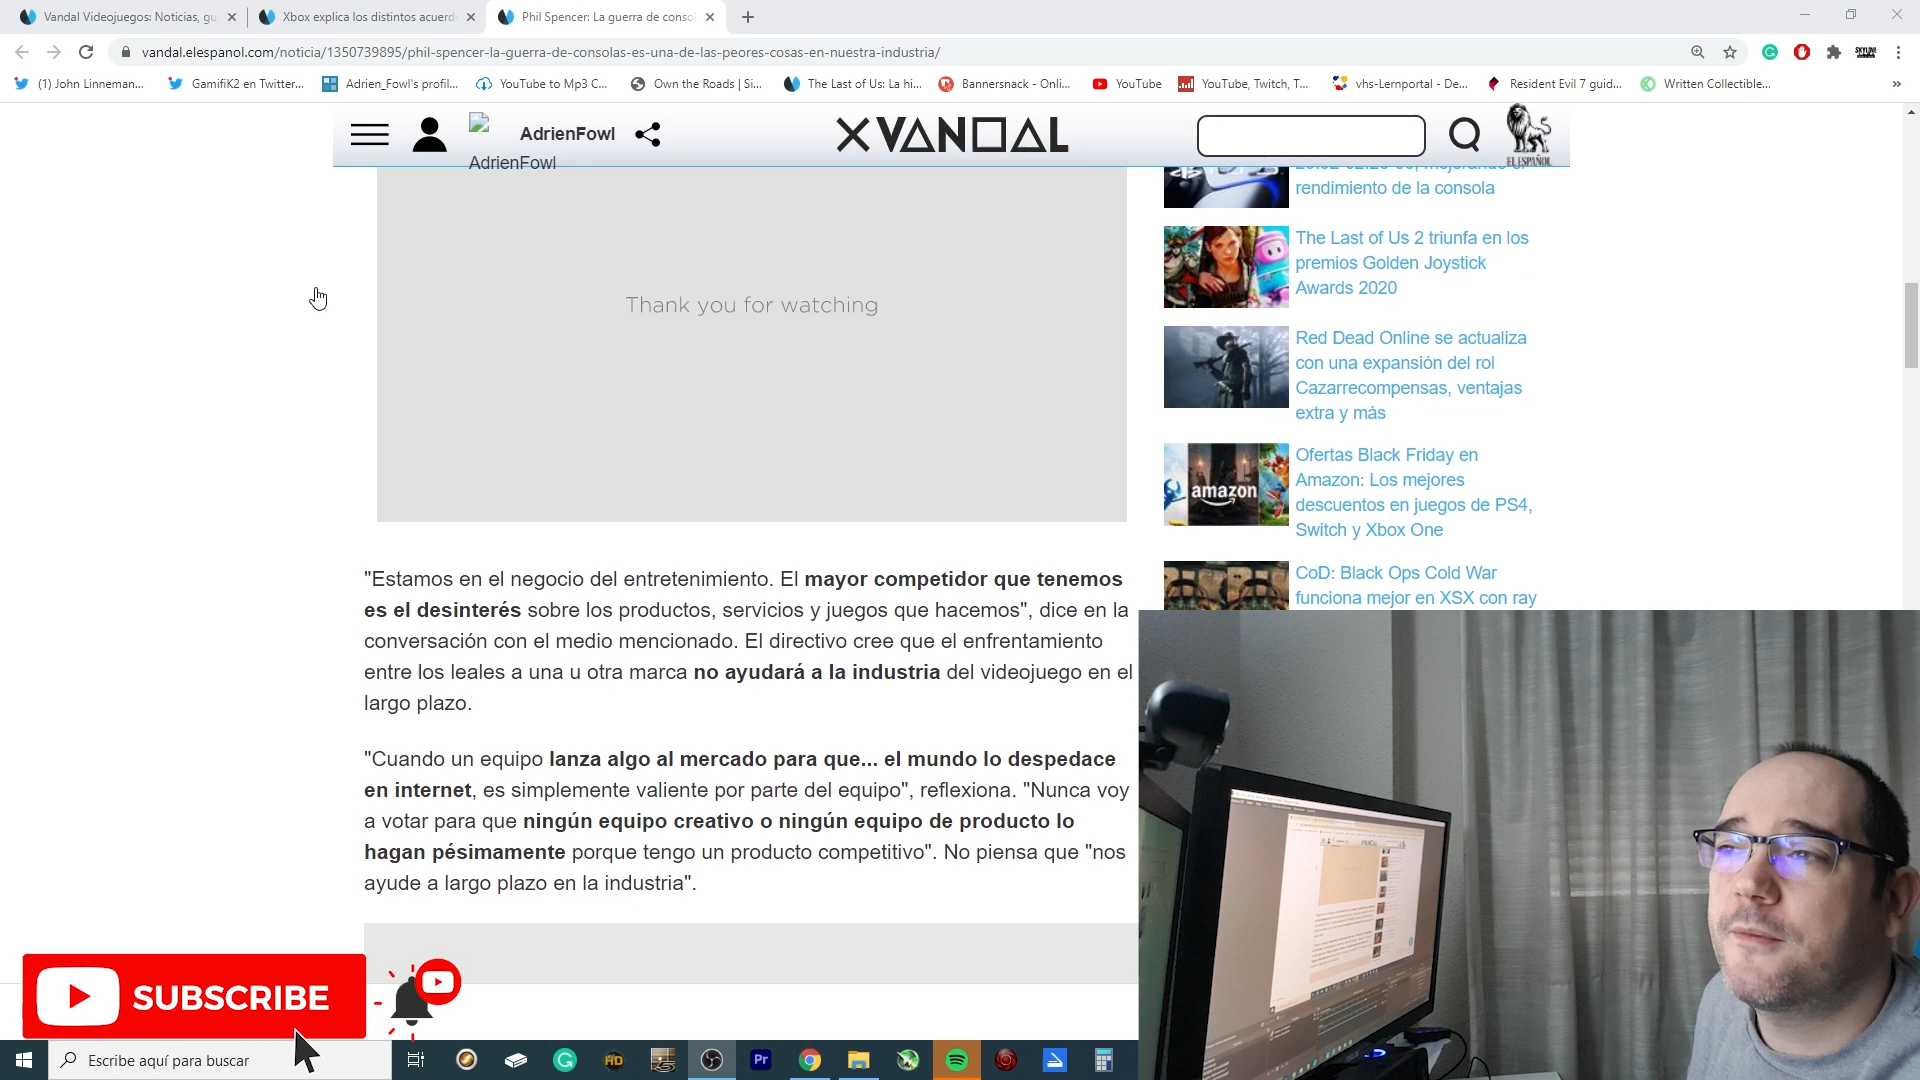 Vandal Videojuegos: Noticias, gu
Xbox explica los distintos acuerd
Phil Spencer: La guerra de conso
vandal.elespanol.com/noticia/1350739895/phil-spencer-la-guerra-de-consolas-es-una-de-las-peores-cosas-en-nuestra-industria/
(1) John Linneman...
GamifiK2 en Twitter...
Adrien_Fowl's profil...
YouTube to Mp3 C...
Own the Roads | Si...
The Last of Us: La hi...
Bannersnack - Onli...
YouTube
YouTube, Twitch, T...
vhs-Lernportal - De...
Resident Evil 7 guid...
Written Collectible...
AdrienFowl
AdrienFowl
VANDAL
EL ESPAÑOL
rendimiento de la consola
The Last of Us 2 triunfa en los
premios Golden Joystick
Awards 2020
Red Dead Online se actualiza
con una expansión del rol
Cazarrecompensas, ventajas
extra y más
amazon
Ofertas Black Friday en
Amazon: Los mejores
descuentos en juegos de PS4,
Switch y Xbox One
CoD: Black Ops Cold War
funciona mejor en XSX con ray
Thank you for watching
"Estamos en el negocio del entretenimiento. El mayor competidor que tenemos
es el desinterés sobre los productos, servicios y juegos que hacemos", dice en la
conversación con el medio mencionado. El directivo cree que el enfrentamiento
entre los leales a una u otra marca no ayudará a la industria del videojuego en el
largo plazo.
"Cuando un equipo lanza algo al mercado para que... el mundo lo despedace
en internet, es simplemente valiente por parte del equipo", reflexiona. "Nunca voy
a votar para que ningún equipo creativo o ningún equipo de producto lo
hagan pésimamente porque tengo un producto competitivo". No piensa que "nos
ayude a largo plazo en la industria".
SUBSCRIBE
Escribe aquí para buscar
Pr